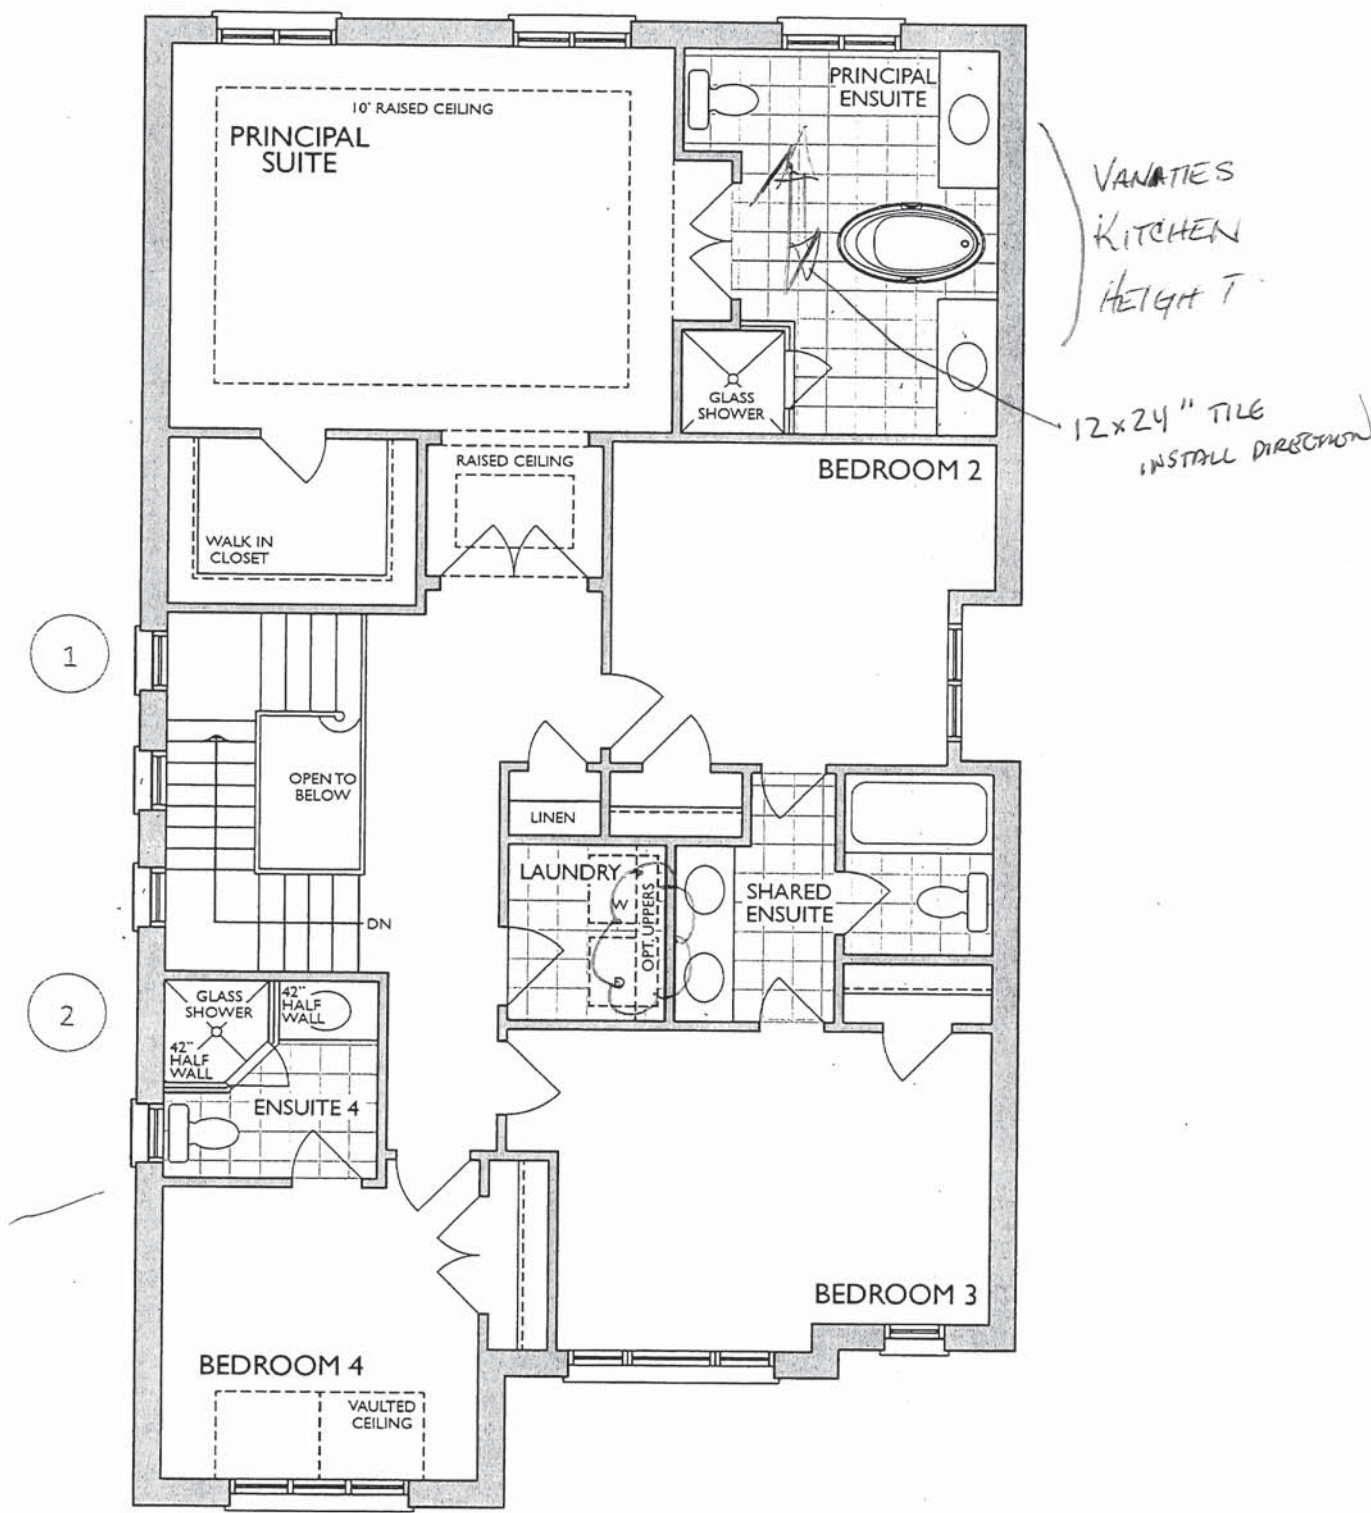 10' RAISED CEILING
PRINCIPAL
SUITE
PRINCIPAL
ENSUITE
VANATIES
KITCHEN
HEIGHT
GLASS
SHOWER
12x24" TILE
INSTALL DIRECTION
RAISED CEILING
BEDROOM 2
WALK IN
CLOSET
1
OPEN TO
BELOW
LINEN
LAUNDRY
W
D
OPT. UPPERS
SHARED
ENSUITE
DN
2
GLASS
SHOWER
42"
HALF
WALL
42"
HALF
WALL
ENSUITE 4
BEDROOM 3
BEDROOM 4
VAULTED
CEILING